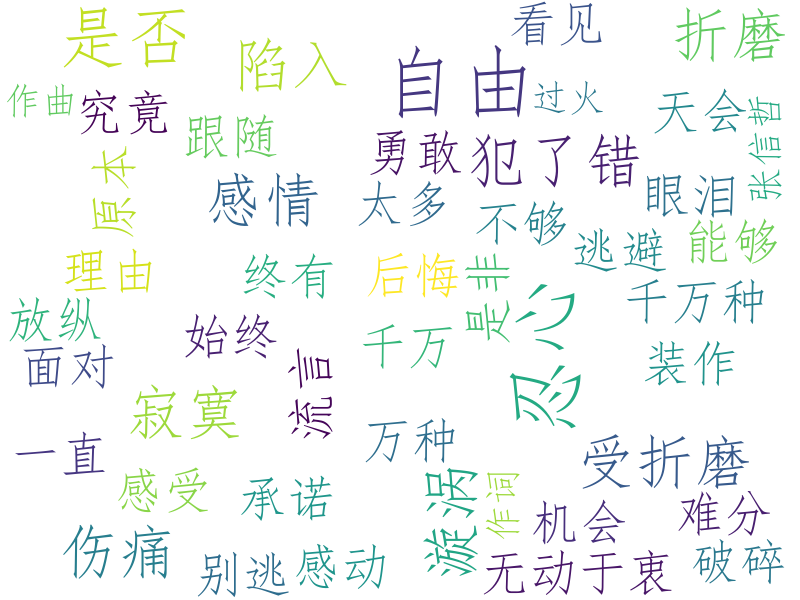 是否
陷入
看见
折磨
作曲
究竟
跟随
自由
过火
天会
张信哲
原本
勇敢
犯了错
感情
太多
不够
眼泪
理由
终有
后悔
是非
逃避
能够
放纵
始终
千万
忍心
千万种
面对
流言
装作
寂寞
一直
万种
受折磨
感受
承诺
漩涡
作词
机会
难分
伤痛
别逃
感动
无动于衷
破碎